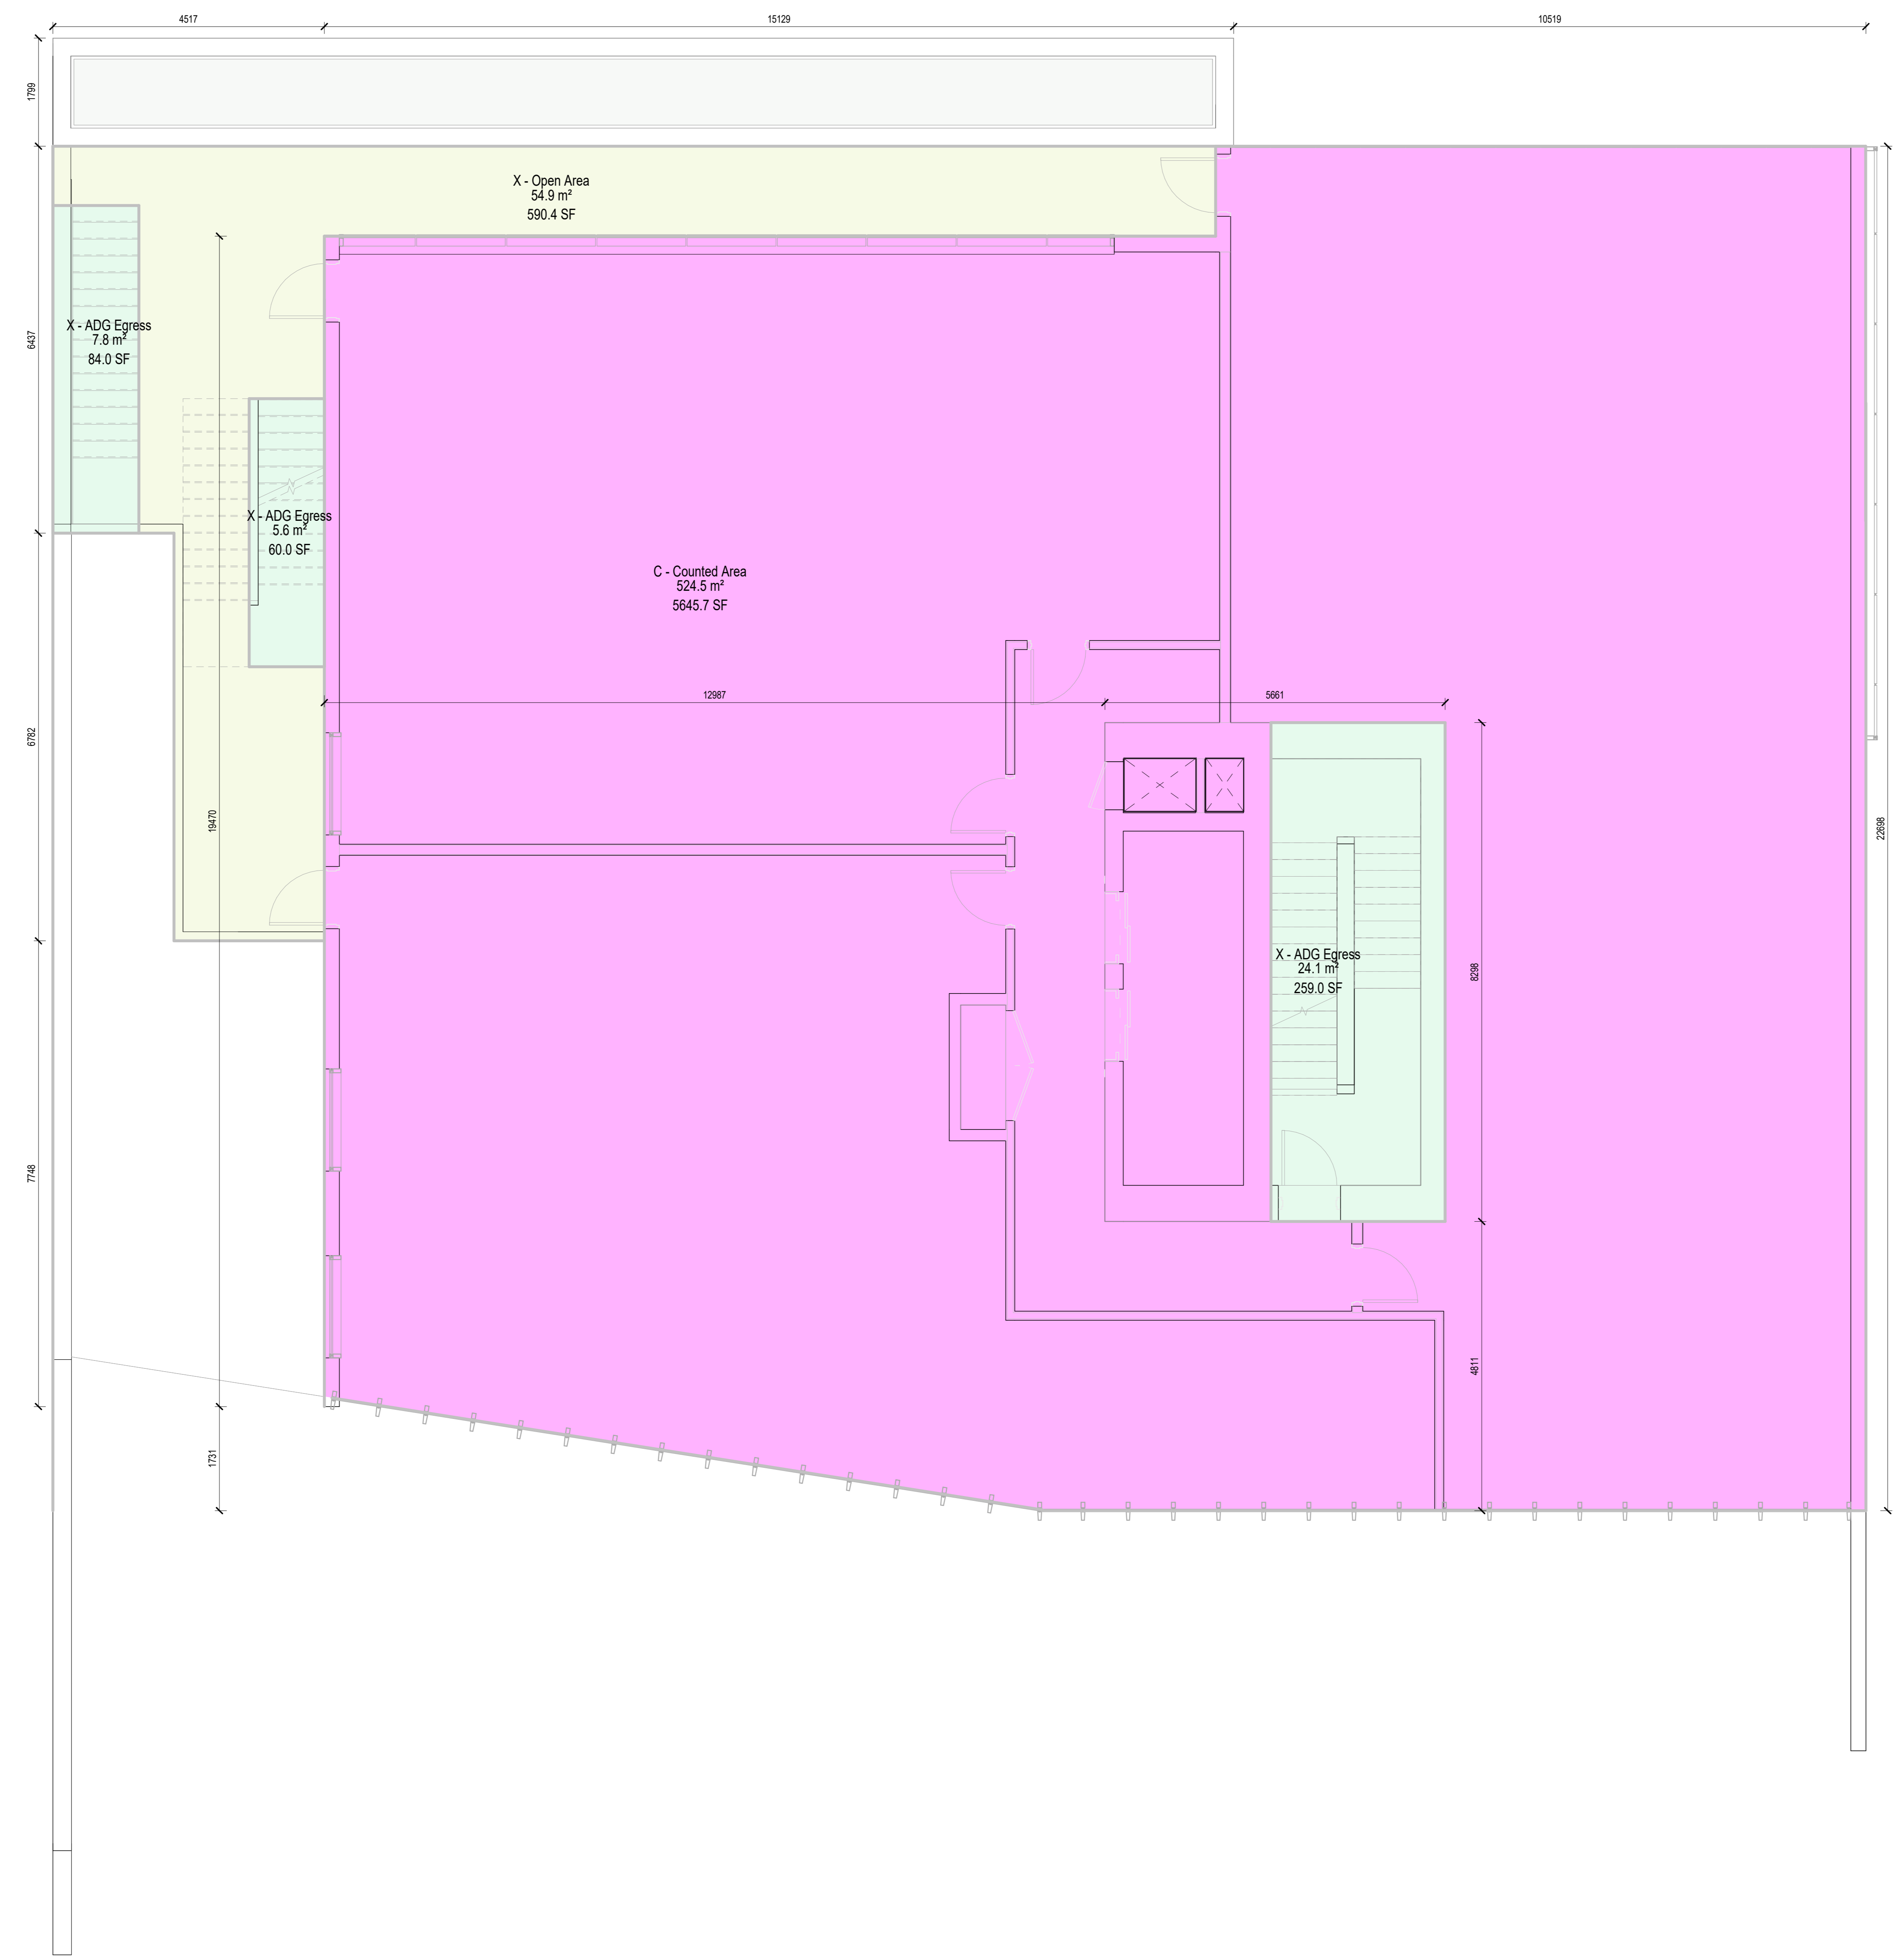 4517
15129
10519
1799
X - Open Area
54.9 m²
590.4 SF
X - ADG Egress
7.8 m²
84.0 SF
6437
X - ADG Egress
5.6 m²
60.0 SF
C - Counted Area
524.5 m²
5645.7 SF
12987
5661
6782
19470
22698
X - ADG Egress
24.1 m²
259.0 SF
8298
7748
4811
1731